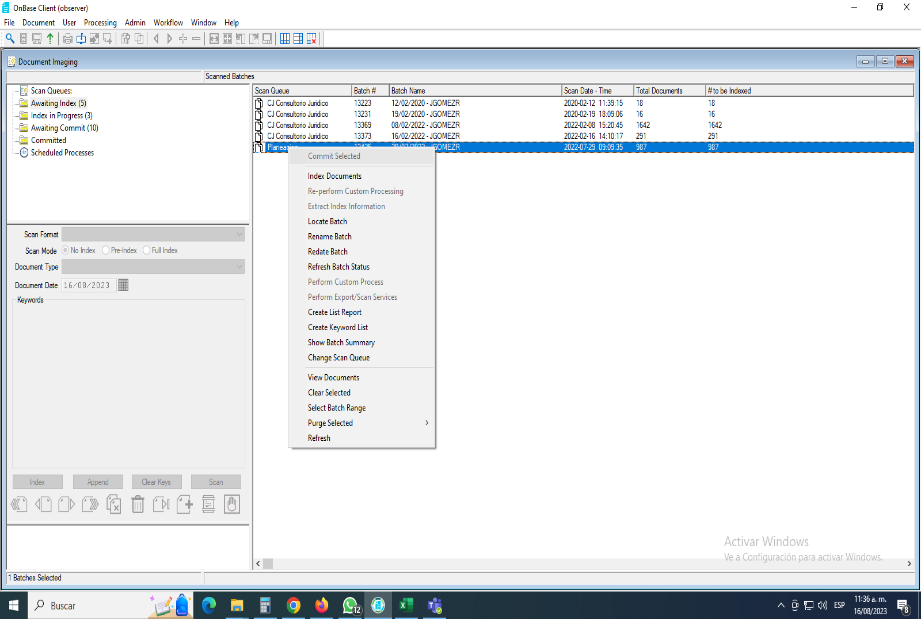 OnBase Client (observer)
File Document User Processing Admin Workflow Window Help
Document Imaging
Scanned Batches
Scan Queues:
Awaiting Index (5)
Index in Progress (3)
Awaiting Commit (10)
Committed
Scheduled Processes
Scan Queue Batch # Batch Name Scan Date - Time Total Documents # to be Indexed
CJ Consultorio Juridico 13223 12/02/2020 - JGOMEZR 2020-02-12 11:39:15 18 18
CJ Consultorio Juridico 13231 19/02/2020 - JGOMEZR 2020-02-19 18:09:06 16 16
CJ Consultorio Juridico 13369 08/02/2022 - JGOMEZR 2022-02-08 15:20:45 1642 1642
CJ Consultorio Juridico 13373 16/02/2022 - JGOMEZR 2022-02-16 14:10:17 291 291
JGOMEZR 2022-07-29 09:09:35 987 987
Commit Selected
Index Documents
Re-perform Custom Processing
Extract Index Information
Locate Batch
Rename Batch
Redate Batch
Refresh Batch Status
Perform Custom Process
Perform Export/Scan Services
Create List Report
Create Keyword List
Show Batch Summary
Change Scan Queue
View Documents
Clear Selected
Select Batch Range
Purge Selected
Refresh
Scan Format
Scan Mode No Index Pre-Index Full Index
Document Type
Document Date 16/08/2023
Keywords
Index Append Clear Keys Scan
1 Batches Selected
Activar Windows
Ve a Configuración para activar Windows.
Buscar
12
ESP
11:36 a. m.
16/08/2023
8